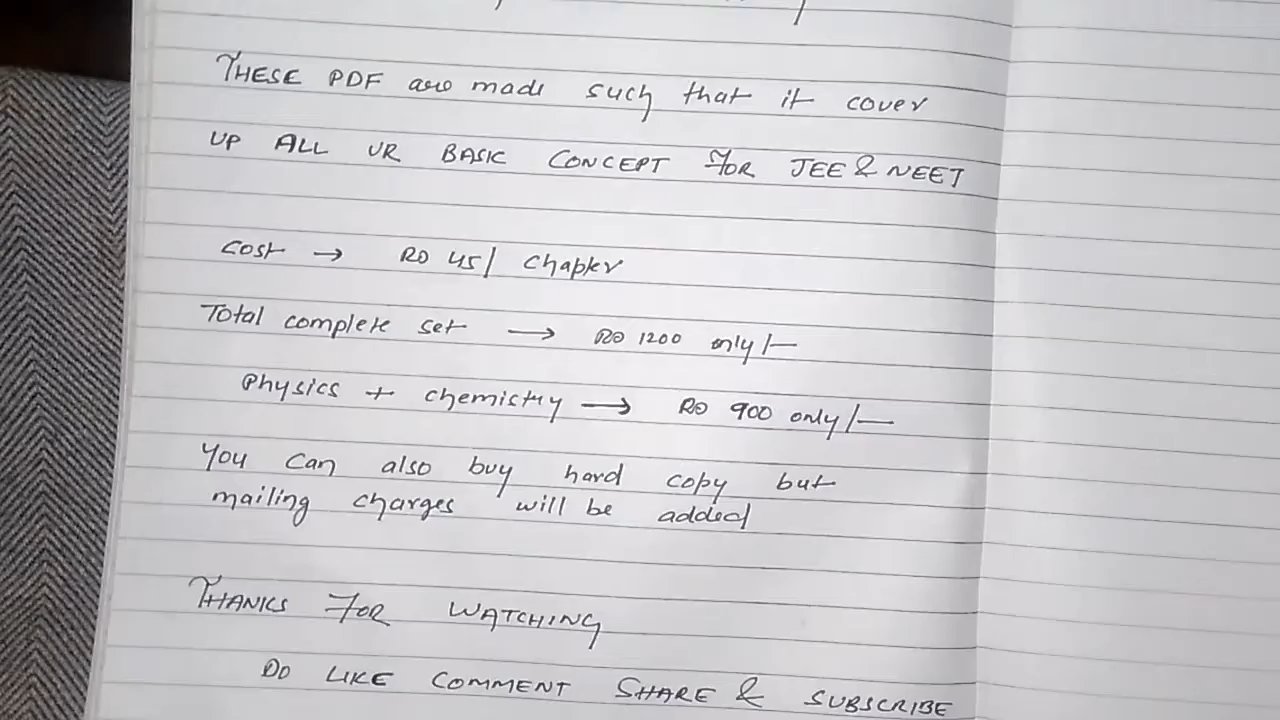 THESE PDF are made such that it cover
UP ALL UR BASIC CONCEPT FOR JEE & NEET
Cost → RS 45/ Chapter
Total complete set → RS 1200 only/-
Physics + chemistry → RS 900 only/-
You can also buy hard copy but
mailing charges will be added
THANKS FOR WATCHING
DO LIKE COMMENT SHARE & SUBSCRIBE